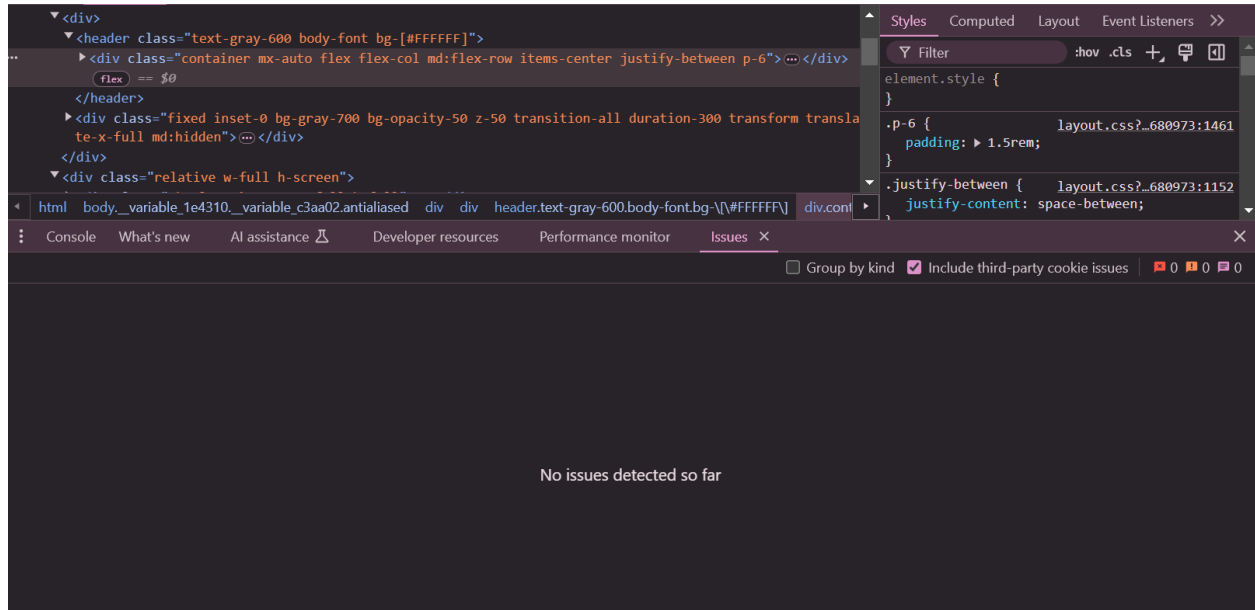 <div>
<header class="text-gray-600 body-font bg-[#FFFFFF]">
<div class="container mx-auto flex flex-col md:flex-row items-center justify-between p-6">…</div>
flex == $0
</header>
<div class="fixed inset-0 bg-gray-700 bg-opacity-50 z-50 transition-all duration-300 transform transla
te-x-full md:hidden">…</div>
</div>
<div class="relative w-full h-screen">
html body.__variable_1e4310.__variable_c3aa02.antialiased div div header.text-gray-600.body-font.bg-\[\#FFFFFF\] div.cont
Styles Computed Layout Event Listeners
Filter :hov .cls
element.style {
}
.p-6 { layout.css?…680973:1461
padding: 1.5rem;
}
.justify-between { layout.css?…680973:1152
justify-content: space-between;
Console What's new AI assistance Developer resources Performance monitor Issues
Group by kind Include third-party cookie issues 0 0 0
No issues detected so far